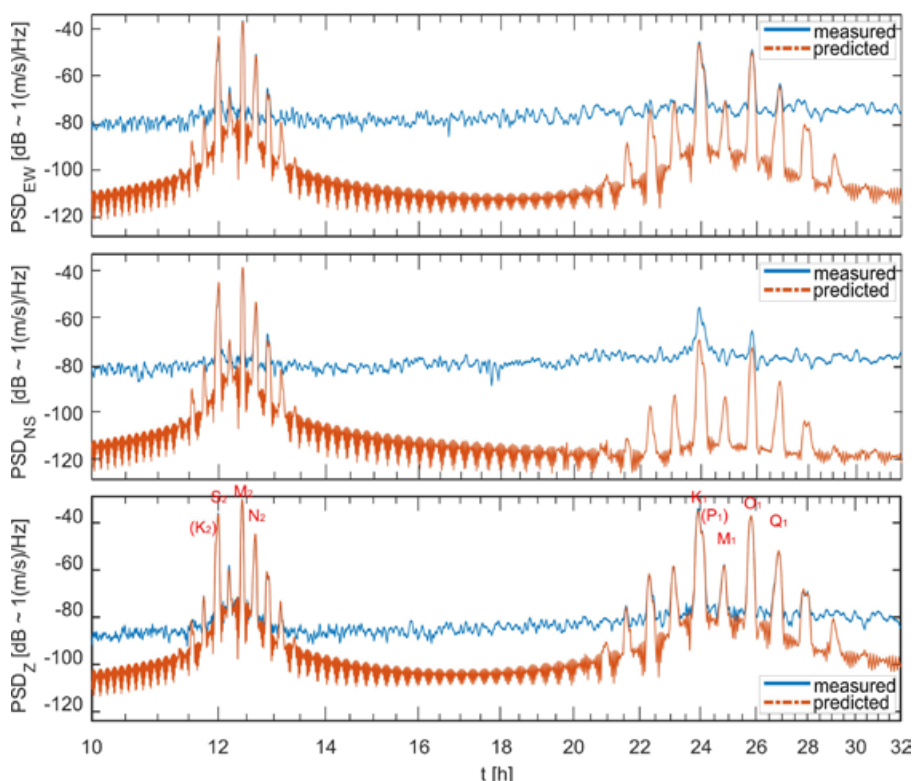 PSD_EW [dB ~ 1(m/s)/Hz]
-40
-60
-80
-100
-120
measured
predicted
PSD_NS [dB ~ 1(m/s)/Hz]
-40
-60
-80
-100
-120
measured
predicted
PSD_Z [dB ~ 1(m/s)/Hz]
-40
-60
-80
-100
-120
S₂ M₂ K₁ O₁
(K₂) N₂ (P₁) Q₁
M₁
measured
predicted
10 12 14 16 18 20 22 24 26 28 30 32
t [h]